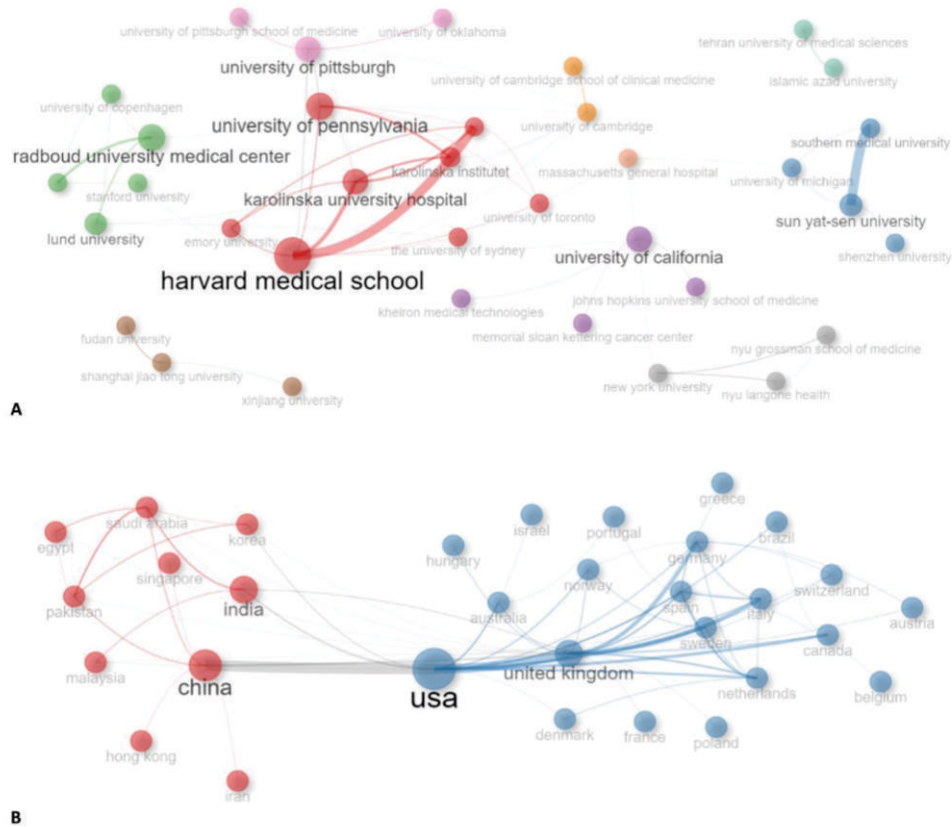 university of pittsburgh school of medicine
university of oklahoma
tehran university of medical sciences
university of pittsburgh
university of cambridge school of clinical medicine
islamic azad university
university of copenhagen
university of pennsylvania
university of cambridge
southern medical university
radboud university medical center
karolinska institutet
massachusetts general hospital
university of michigan
stanford university
karolinska university hospital
university of toronto
sun yat-sen university
lund university
emory university
the university of sydney
university of california
shenzhen university
harvard medical school
johns hopkins university school of medicine
kheiron medical technologies
memorial sloan kettering cancer center
fudan university
nyu grossman school of medicine
shanghai jiao tong university
new york university
nyu langone health
xinjiang university
A
greece
saudi arabia
israel
portugal
brazil
egypt
korea
hungary
germany
singapore
norway
switzerland
pakistan
india
australia
spain
italy
austria
sweden
canada
malaysia
china
usa
united kingdom
netherlands
belgium
denmark
france
poland
hong kong
iran
B